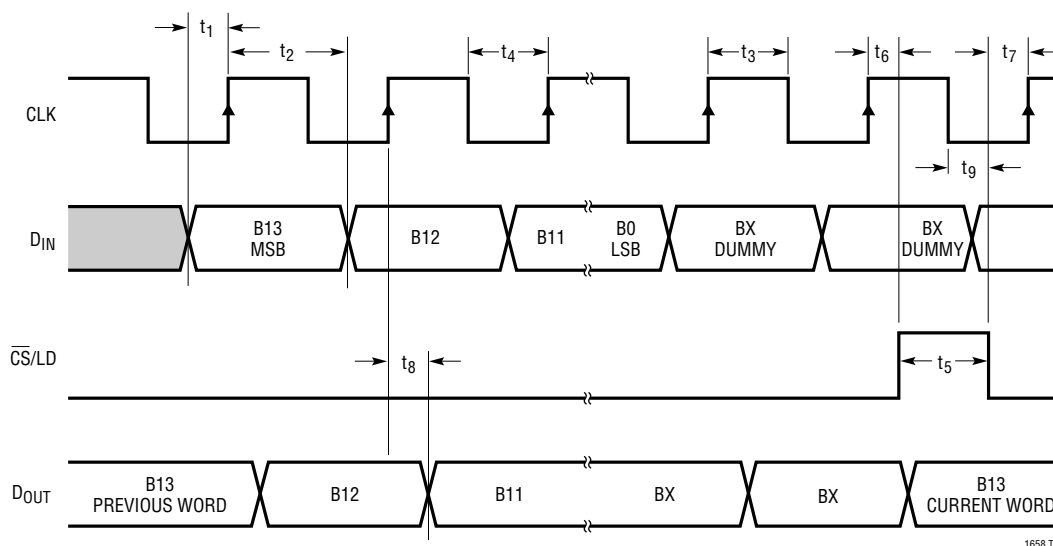 t1
t2
t4
t3
t6
t7
CLK
t9
DIN
B13
MSB
B12
B11
B0
LSB
BX
DUMMY
BX
DUMMY
CS/LD
t8
t5
DOUT
B13
PREVIOUS WORD
B12
B11
BX
BX
B13
CURRENT WORD
1658 T